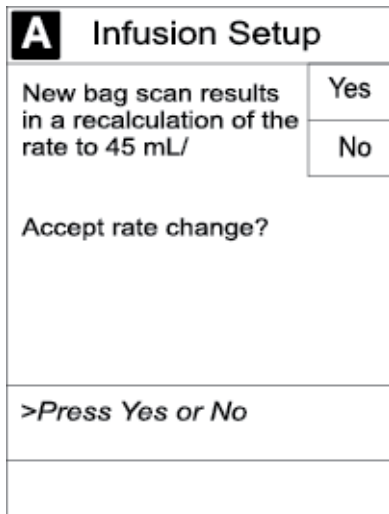 A Infusion Setup
New bag scan results
in a recalculation of the
rate to 45 mL/
Yes
No
Accept rate change?
>Press Yes or No